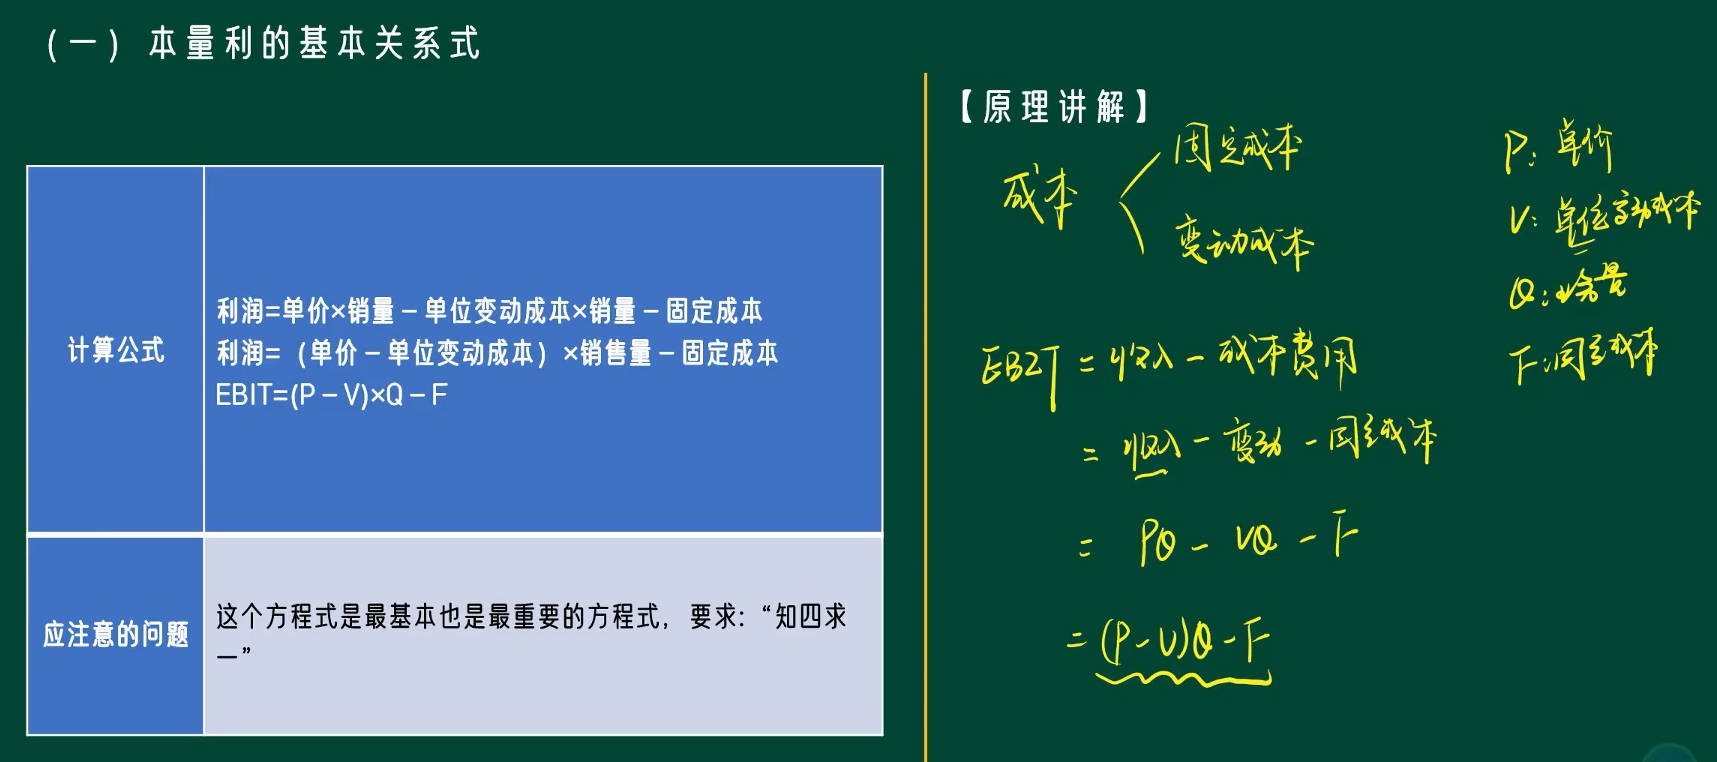 （一）本量利的基本关系式
计算公式
利润=单价×销量－单位变动成本×销量－固定成本
利润=（单价－单位变动成本）×销售量－固定成本
EBIT=(P－V)×Q－F
应注意的问题
这个方程式是最基本也是最重要的方程式，要求：“知四求
一”
【原理讲解】
成本
固定成本
变动成本
P：单价
V：单位变动成本
Q：销量
F：固定成本
EBIT = 收入 － 成本费用
= 收入 － 变动 － 固定成本
= PQ － VQ － F
= (P－V)Q－F